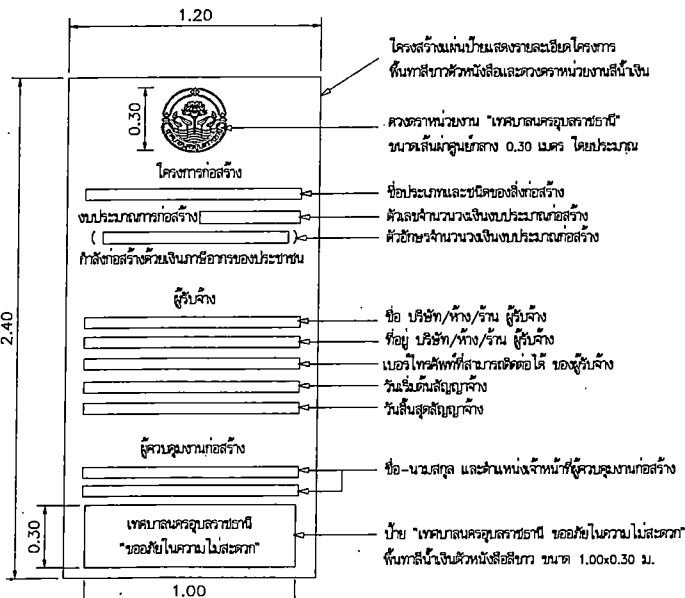 1.20
โครงสร้างแผ่นป้ายแสดงรายละเอียดโครงการ
พื้นทาสีขาวตัวหนังสือและดวงตราหน่วยงานสีน้ำเงิน
0.30
ดวงตราหน่วยงาน "เทศบาลนครอุบลราชธานี"
ขนาดเส้นผ่าศูนย์กลาง 0.30 เมตร โดยประมาณ
โครงการก่อสร้าง
ชื่อประเภทและชนิดของสิ่งก่อสร้าง
งบประมาณการก่อสร้าง
ตัวเลขจำนวนวงเงินงบประมาณก่อสร้าง
( )
ตัวอักษรจำนวนวงเงินงบประมาณก่อสร้าง
กำลังก่อสร้างด้วยเงินภาษีอากรของประชาชน
ผู้รับจ้าง
2.40
ชื่อ บริษัท/ห้าง/ร้าน ผู้รับจ้าง
ที่อยู่ บริษัท/ห้าง/ร้าน ผู้รับจ้าง
เบอร์โทรศัพท์ที่สามารถติดต่อได้ ของผู้รับจ้าง
วันเริ่มต้นสัญญาจ้าง
วันสิ้นสุดสัญญาจ้าง
ผู้ควบคุมงานก่อสร้าง
ชื่อ-นามสกุล และตำแหน่งเจ้าหน้าที่ผู้ควบคุมงานก่อสร้าง
0.30
เทศบาลนครอุบลราชธานี
"ขออภัยในความไม่สะดวก"
ป้าย "เทศบาลนครอุบลราชธานี ขออภัยในความไม่สะดวก"
พื้นทาสีน้ำเงินตัวหนังสือสีขาว ขนาด 1.00x0.30 ม.
1.00